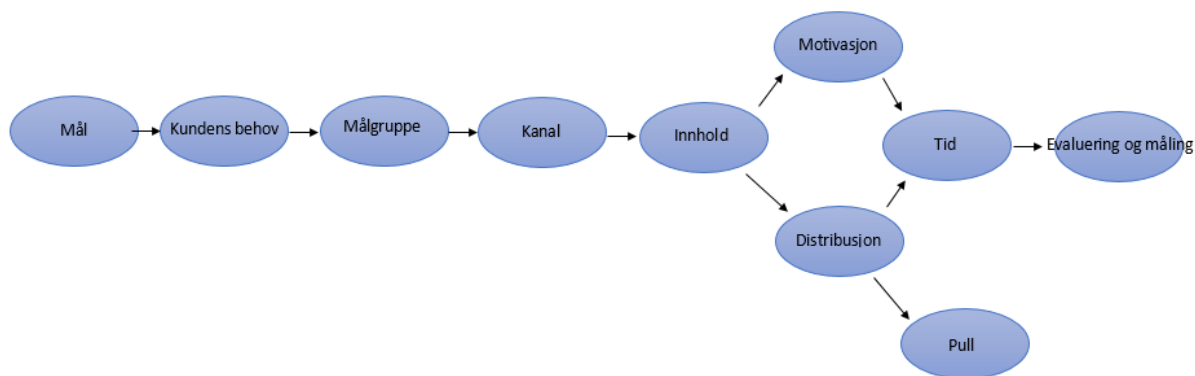 Mål
Kundens behov
Målgruppe
Kanal
Innhold
Motivasjon
Distribusjon
Tid
Pull
Evaluering og måling